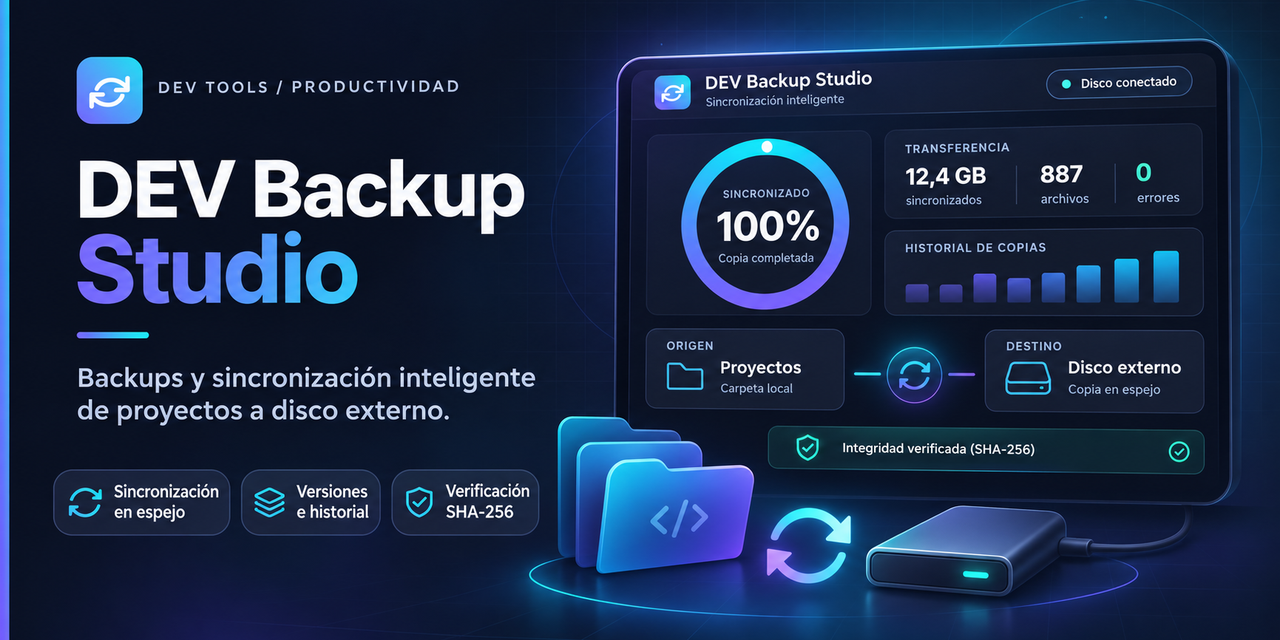 DEV TOOLS / PRODUCTIVIDAD
DEV Backup
Studio
Backups y sincronización inteligente
de proyectos a disco externo.
Sincronización
en espejo
Versiones
e historial
Verificación
SHA-256
DEV Backup Studio
Sincronización inteligente
Disco conectado
SINCRONIZADO
100%
Copia completada
TRANSFERENCIA
12,4 GB
sincronizados
887
archivos
0
errores
HISTORIAL DE COPIAS
ORIGEN
Proyectos
Carpeta local
DESTINO
Disco externo
Copia en espejo
Integridad verificada (SHA-256)
</>